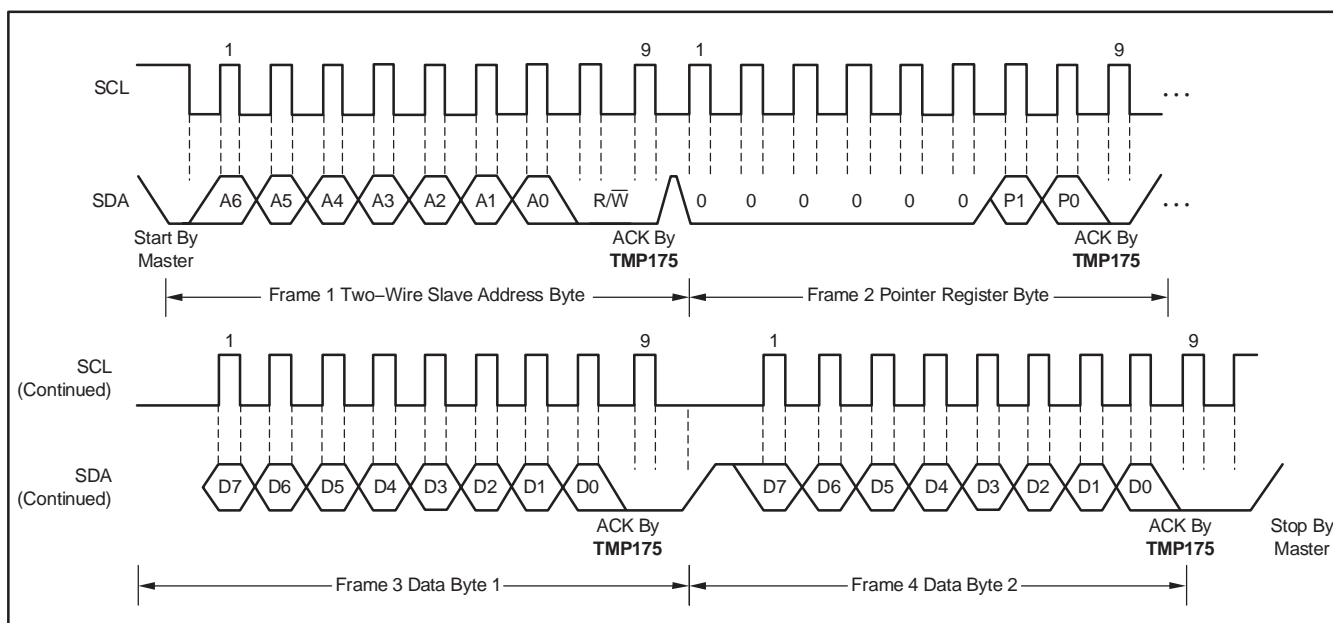 1 9 1 9
SCL ...
SDA A6 A5 A4 A3 A2 A1 A0 R/W̅ 0 0 0 0 0 0 P1 P0 ...
Start By Master
ACK By TMP175
ACK By TMP175
Frame 1 Two–Wire Slave Address Byte
Frame 2 Pointer Register Byte
1 9 1 9
SCL (Continued)
SDA (Continued)
D7 D6 D5 D4 D3 D2 D1 D0 D7 D6 D5 D4 D3 D2 D1 D0
ACK By TMP175
ACK By TMP175
Stop By Master
Frame 3 Data Byte 1
Frame 4 Data Byte 2